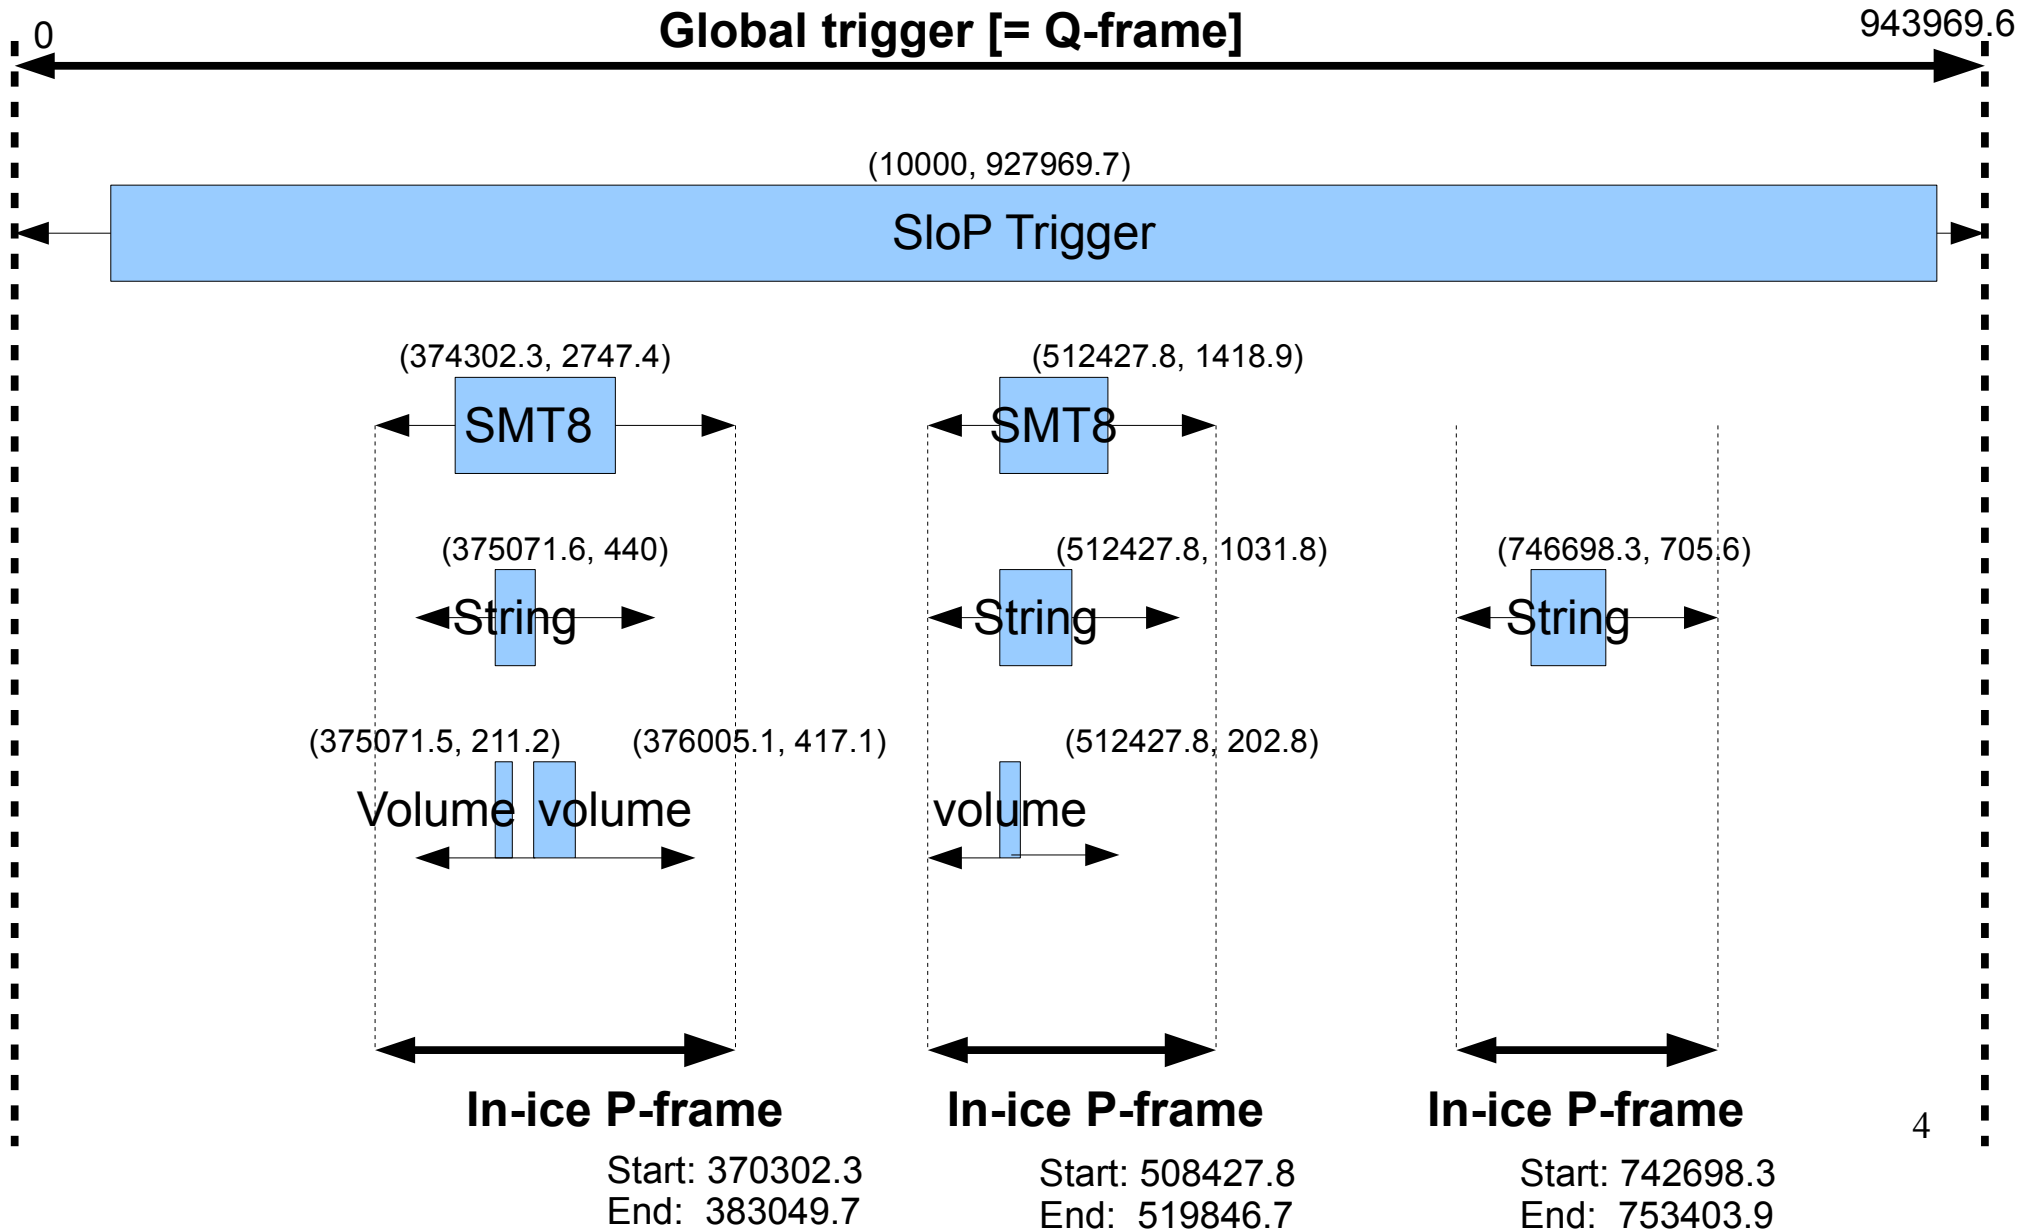 0
Global trigger [= Q-frame]
943969.6
(10000, 927969.7)
SloP Trigger
(374302.3, 2747.4)
(512427.8, 1418.9)
SMT8
SMT8
(375071.6, 440)
(512427.8, 1031.8)
(746698.3, 705.6)
String
String
String
(375071.5, 211.2)
(376005.1, 417.1)
(512427.8, 202.8)
Volume
volume
volume
In-ice P-frame
In-ice P-frame
In-ice P-frame
4
Start: 370302.3
End: 383049.7
Start: 508427.8
End: 519846.7
Start: 742698.3
End: 753403.9